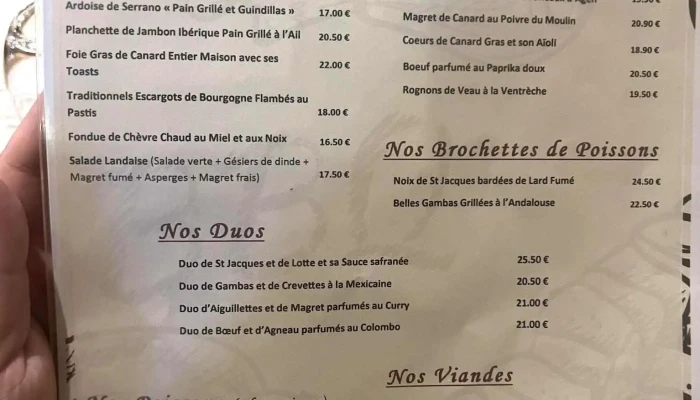 Ardoise de Serrano « Pain Grillé et Guindillas » 17.00 €
Planchette de Jambon Ibérique Pain Grillé à l'Ail 20.50 €
Foie Gras de Canard Entier Maison avec ses
Toasts 22.00 €
Traditionnels Escargots de Bourgogne Flambés au
Pastis 18.00 €
Fondue de Chèvre Chaud au Miel et aux Noix 16.50 €
Salade Landaise (Salade verte + Gésiers de dinde +
Magret fumé + Asperges + Magret frais) 17.50 €
Magret de Canard au Poivre du Moulin 20.90 €
Coeurs de Canard Gras et son Aïoli 18.90 €
Boeuf parfumé au Paprika doux 20.50 €
Rognons de Veau à la Ventrèche 19.50 €
Nos Brochettes de Poissons
Noix de St Jacques bardées de Lard Fumé 24.50 €
Belles Gambas Grillées à l'Andalouse 22.50 €
Nos Duos
Duo de St Jacques et de Lotte et sa Sauce safranée 25.50 €
Duo de Gambas et de Crevettes à la Mexicaine 20.50 €
Duo d'Aiguillettes et de Magret parfumés au Curry 21.00 €
Duo de Bœuf et d'Agneau parfumés au Colombo 21.00 €
Nos Viandes